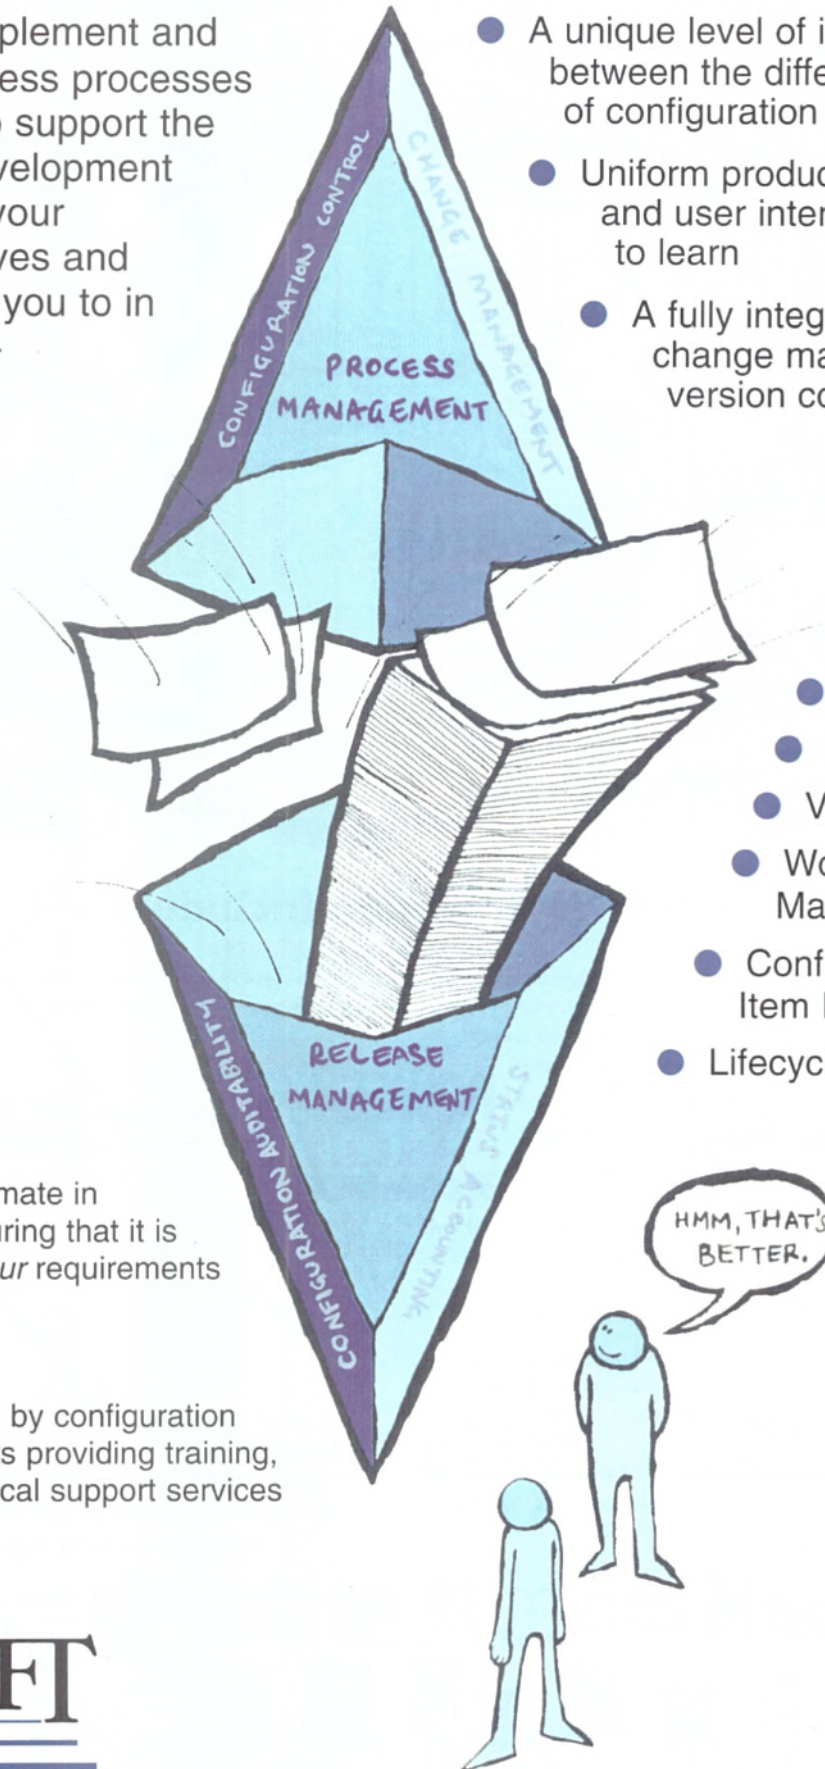 plement and
ess processes
support the
velopment
your
ves and
you to in
A unique level of i
between the diffe
of configuration
Uniform produc
and user inter
to learn
A fully integ
change ma
version co
CONFIGURATION CONTROL
CHANGE MANAGEMENT
PROCESS
MANAGEMENT
V
Wo
Ma
Conf
Item
Lifecyc
CONFIGURATION AUDITABILITY
RELEASE
MANAGEMENT
STATUS ACCOUNTING
mate in
uring that it is
ur requirements
by configuration
s providing training,
cal support services
HMM, THAT'S
BETTER.
FT